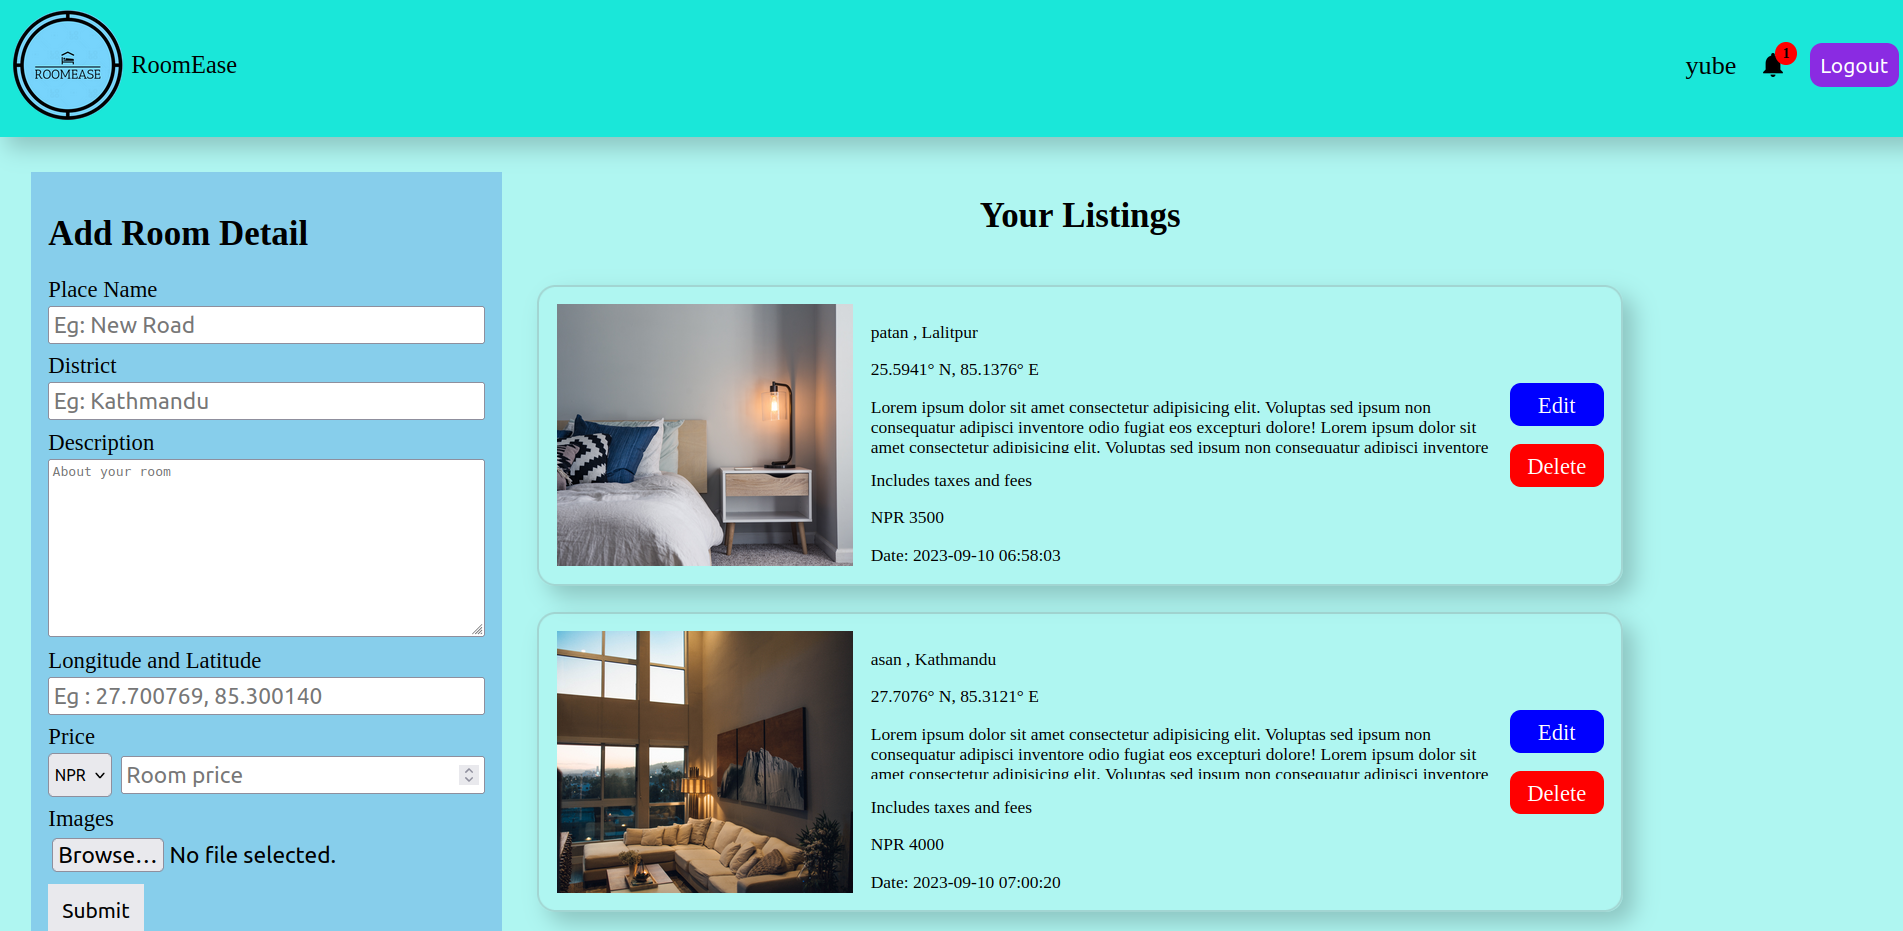 ROOMEASE
RoomEase
yube
1
Logout
Add Room Detail
Place Name
Eg: New Road
District
Eg: Kathmandu
Description
About your room
Longitude and Latitude
Eg : 27.700769, 85.300140
Price
NPR
Room price
Images
Browse... No file selected.
Submit
Your Listings
patan , Lalitpur
25.5941° N, 85.1376° E
Lorem ipsum dolor sit amet consectetur adipisicing elit. Voluptas sed ipsum non
consequatur adipisci inventore odio fugiat eos excepturi dolore! Lorem ipsum dolor sit
amet consectetur adipisicing elit. Voluptas sed ipsum non consequatur adipisci inventore
Includes taxes and fees
NPR 3500
Date: 2023-09-10 06:58:03
Edit
Delete
asan , Kathmandu
27.7076° N, 85.3121° E
Lorem ipsum dolor sit amet consectetur adipisicing elit. Voluptas sed ipsum non
consequatur adipisci inventore odio fugiat eos excepturi dolore! Lorem ipsum dolor sit
amet consectetur adipisicing elit. Voluptas sed ipsum non consequatur adipisci inventore
Includes taxes and fees
NPR 4000
Date: 2023-09-10 07:00:20
Edit
Delete